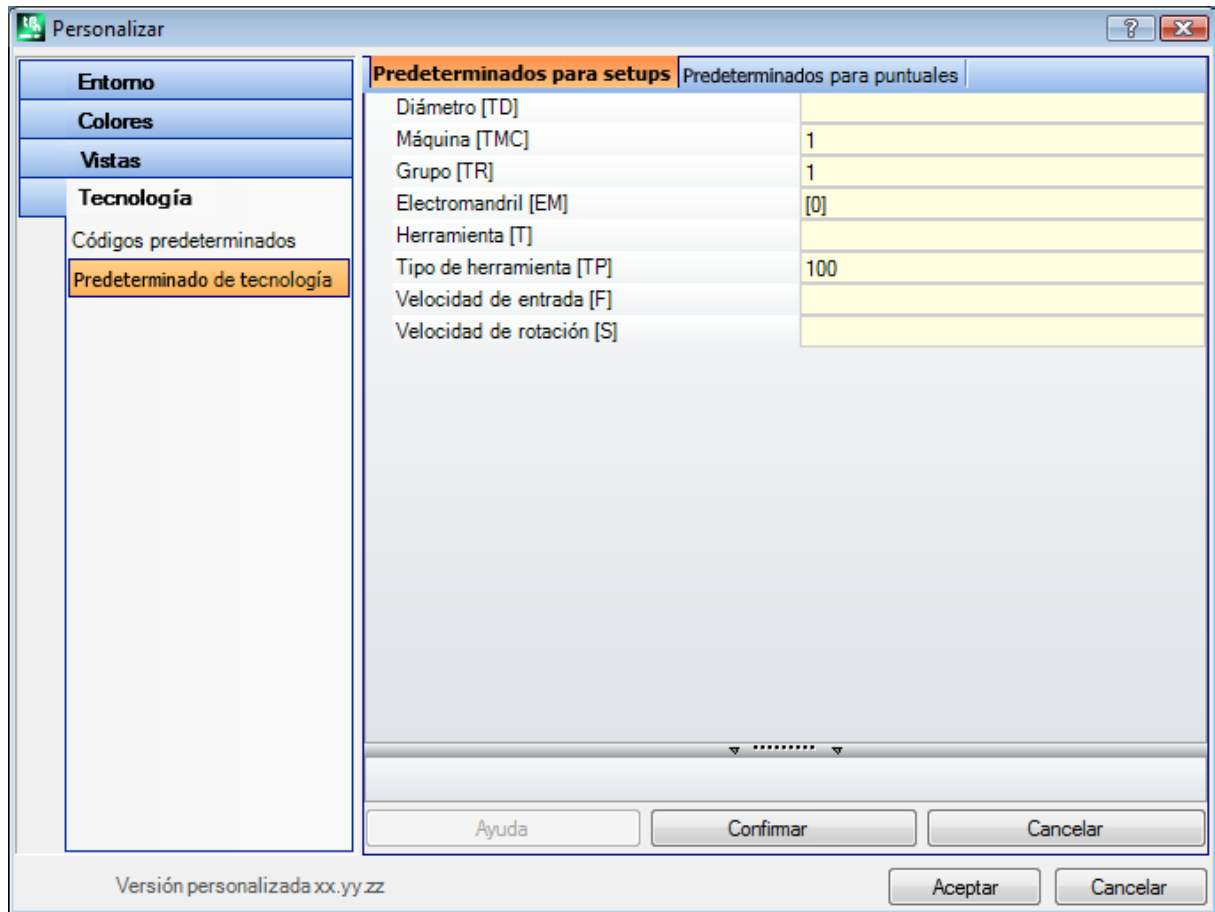 Personalizar
Entorno
Colores
Vistas
Tecnología
Códigos predeterminados
Predeterminado de tecnología
Predeterminados para setups Predeterminados para puntuales
Diámetro [TD]
Máquina [TMC] 1
Grupo [TR] 1
Electromandril [EM] [0]
Herramienta [T]
Tipo de herramienta [TP] 100
Velocidad de entrada [F]
Velocidad de rotación [S]
Ayuda Confirmar Cancelar
Versión personalizada xx.yy.zz Aceptar Cancelar